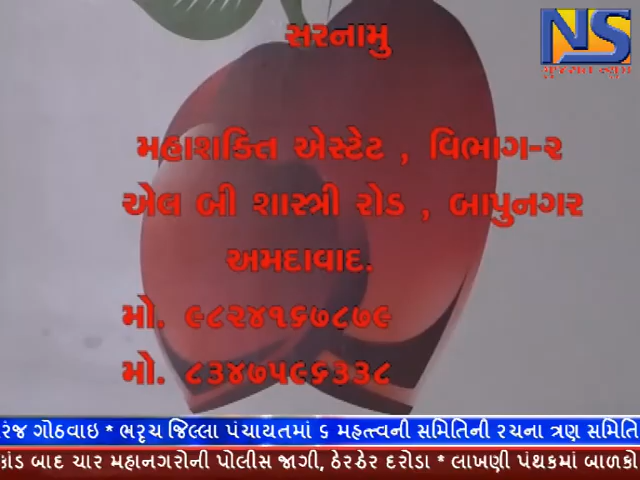 NS
ગુજરાત ન્યુઝ
સરનામુ
મહાશક્તિ એસ્ટેટ , વિભાગ-૨
એલ બી શાસ્ત્રી રોડ , બાપુનગર
અમદાવાદ.
મો. ૯૮૨૪૧૬૭૮૭૯
મો. ૮૩૪૭૫૯૬૩૩૮
રંજ ગોઠવાઇ * ભરૂચ જિલ્લા પંચાયતમાં ૬ મહત્ત્વની સમિતિની રચના ત્રણ સમિતિ
કાંડ બાદ ચાર મહાનગરોની પોલીસ જાગી, ઠેરઠેર દરોડા * લાખણી પંથકમાં બાળકો